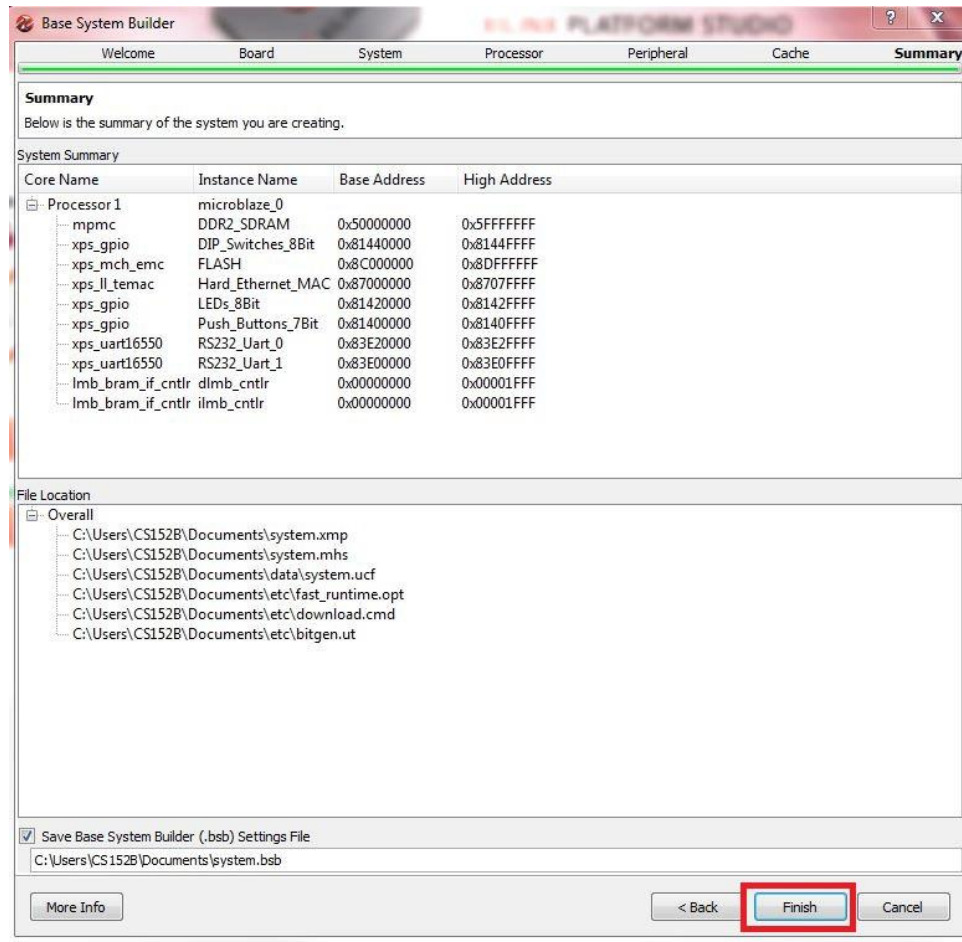 Base System Builder
PLATFORM STUDIO
? X
Welcome Board System Processor Peripheral Cache Summary
Summary
Below is the summary of the system you are creating.
System Summary
Core Name Instance Name Base Address High Address
Processor 1 microblaze_0
mpmc DDR2_SDRAM 0x50000000 0x5FFFFFFF
xps_gpio DIP_Switches_8Bit 0x81440000 0x8144FFFF
xps_mch_emc FLASH 0x8C000000 0x8DFFFFFF
xps_ll_temac Hard_Ethernet_MAC 0x87000000 0x8707FFFF
xps_gpio LEDs_8Bit 0x81420000 0x8142FFFF
xps_gpio Push_Buttons_7Bit 0x81400000 0x8140FFFF
xps_uart16550 RS232_Uart_0 0x83E20000 0x83E2FFFF
xps_uart16550 RS232_Uart_1 0x83E00000 0x83E0FFFF
lmb_bram_if_cntlr dlmb_cntlr 0x00000000 0x00001FFF
lmb_bram_if_cntlr ilmb_cntlr 0x00000000 0x00001FFF
File Location
Overall
C:\Users\CS152B\Documents\system.xmp
C:\Users\CS152B\Documents\system.mhs
C:\Users\CS152B\Documents\data\system.ucf
C:\Users\CS152B\Documents\etc\fast_runtime.opt
C:\Users\CS152B\Documents\etc\download.cmd
C:\Users\CS152B\Documents\etc\bitgen.ut
Save Base System Builder (.bsb) Settings File
C:\Users\CS152B\Documents\system.bsb
More Info < Back Finish Cancel